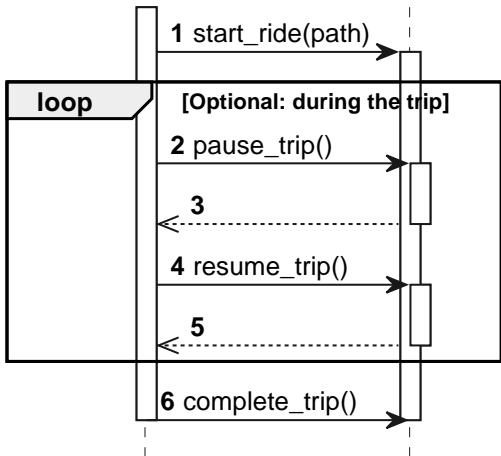 1 start_ride(path)
loop [Optional: during the trip]
2 pause_trip()
3
4 resume_trip()
5
6 complete_trip()